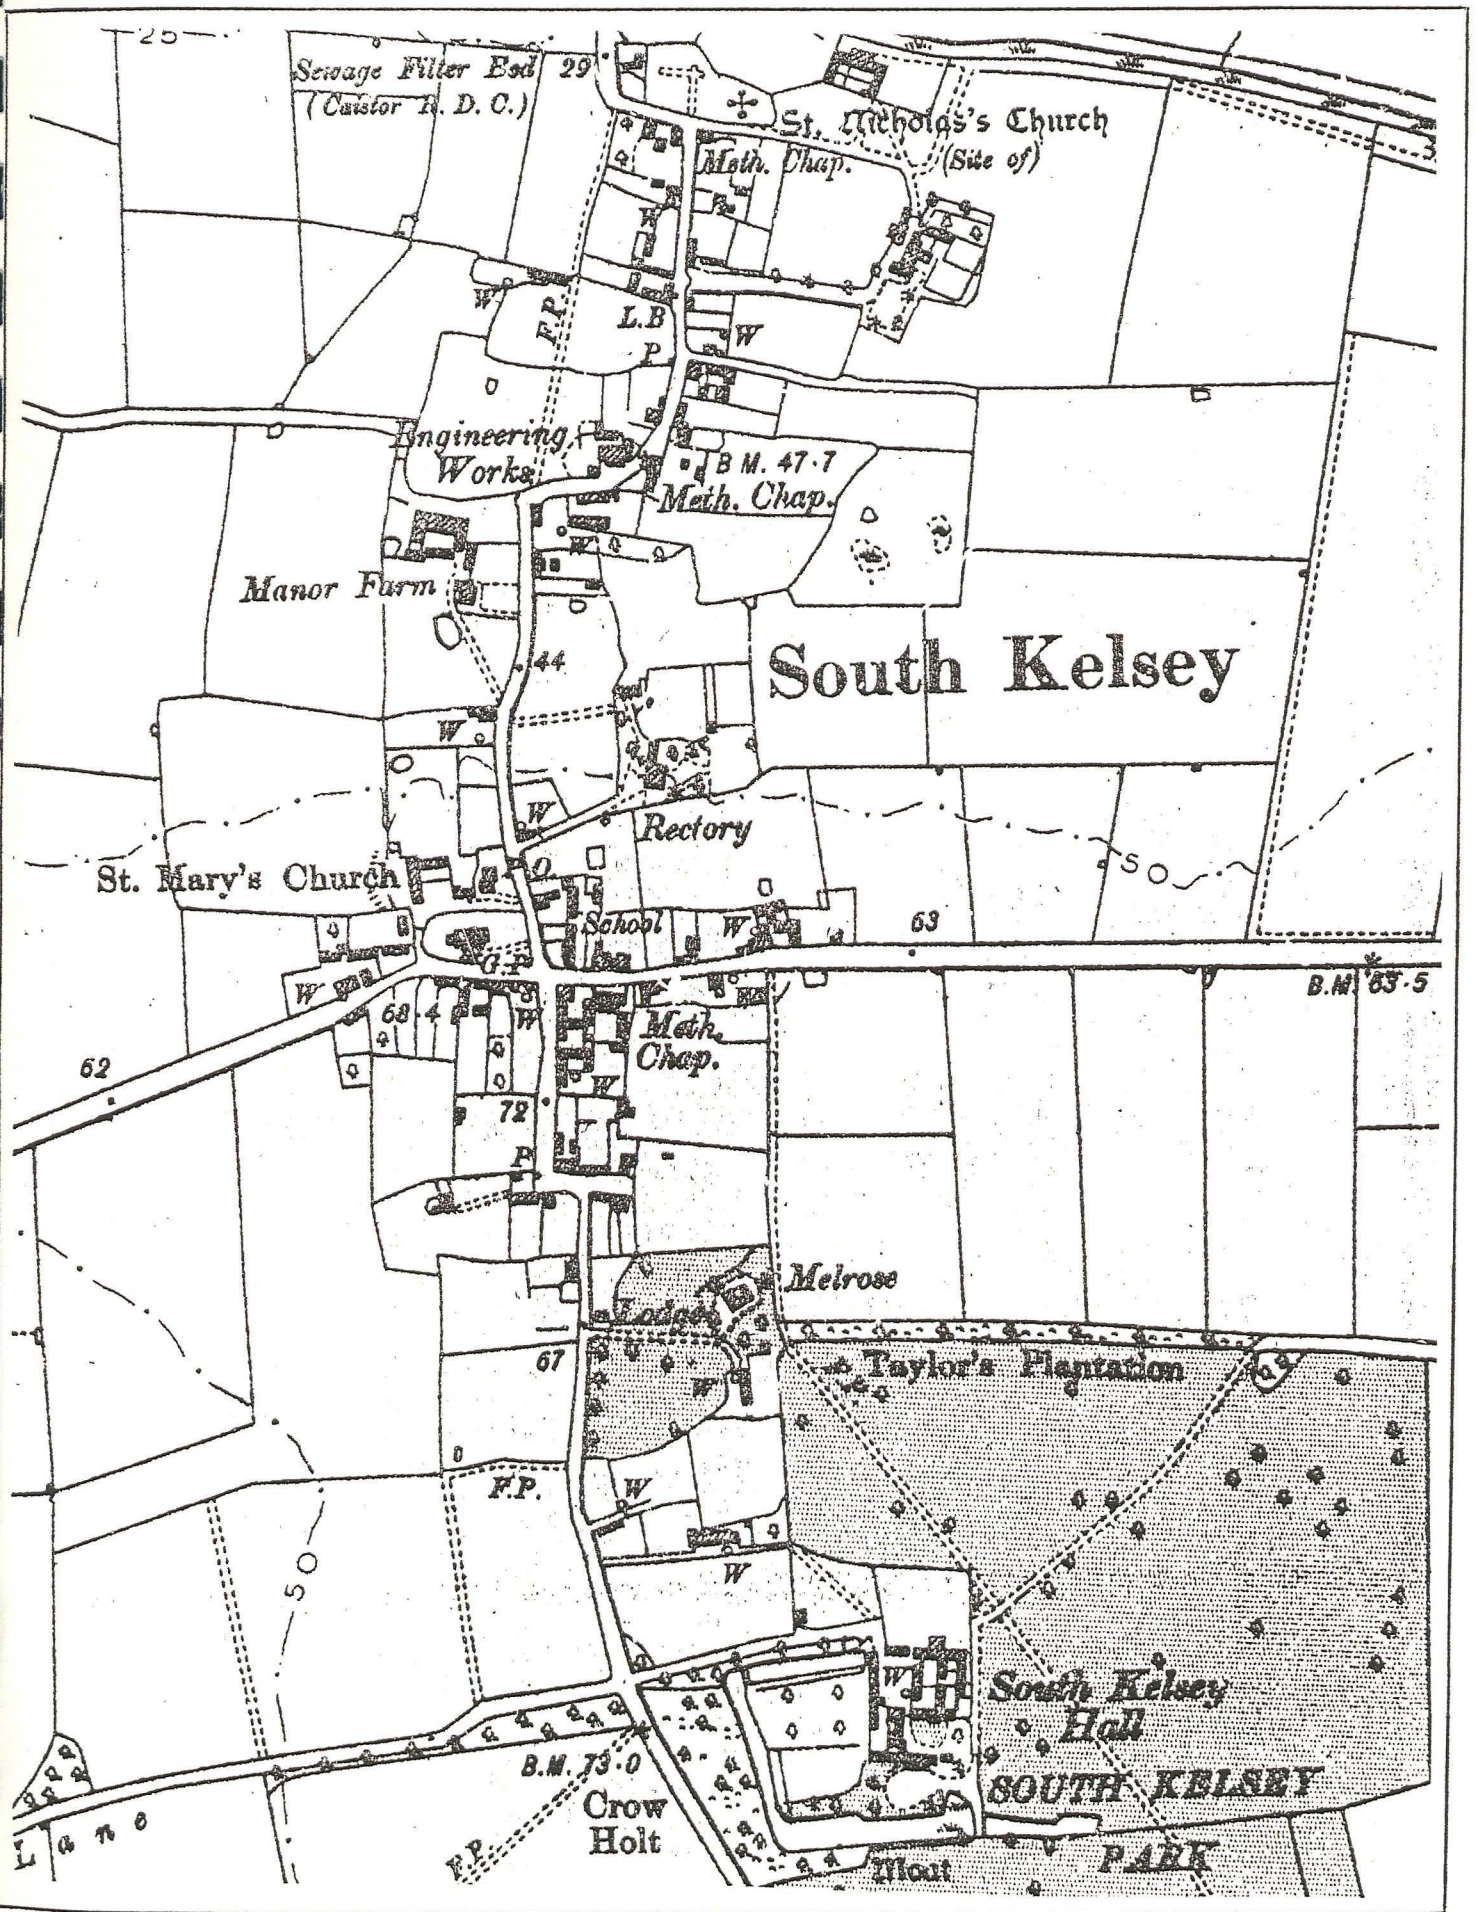 25
Sewage Filter Bed 29
(Caistor R. D. C.)
St. Nicholas's Church
(Site of)
Meth. Chap.
W
W
F.P.
L.B
W
P
Engineering
Works
B M. 47·7
Meth. Chap.
W
Manor Farm
South Kelsey
44
W
W
Rectory
50
St. Mary's Church
P O
School
W
63
G.P
W
68·4
W
B.M. 63·5
Meth.
Chap.
62
W
72
P
Melrose
Lodge
67
Taylor's Plantation
W
F.P.
W
50
W
W
South Kelsey
Hall
B.M. 73·0
SOUTH KELSEY
Crow
Holt
Lane
F.P.
Moat
PARK